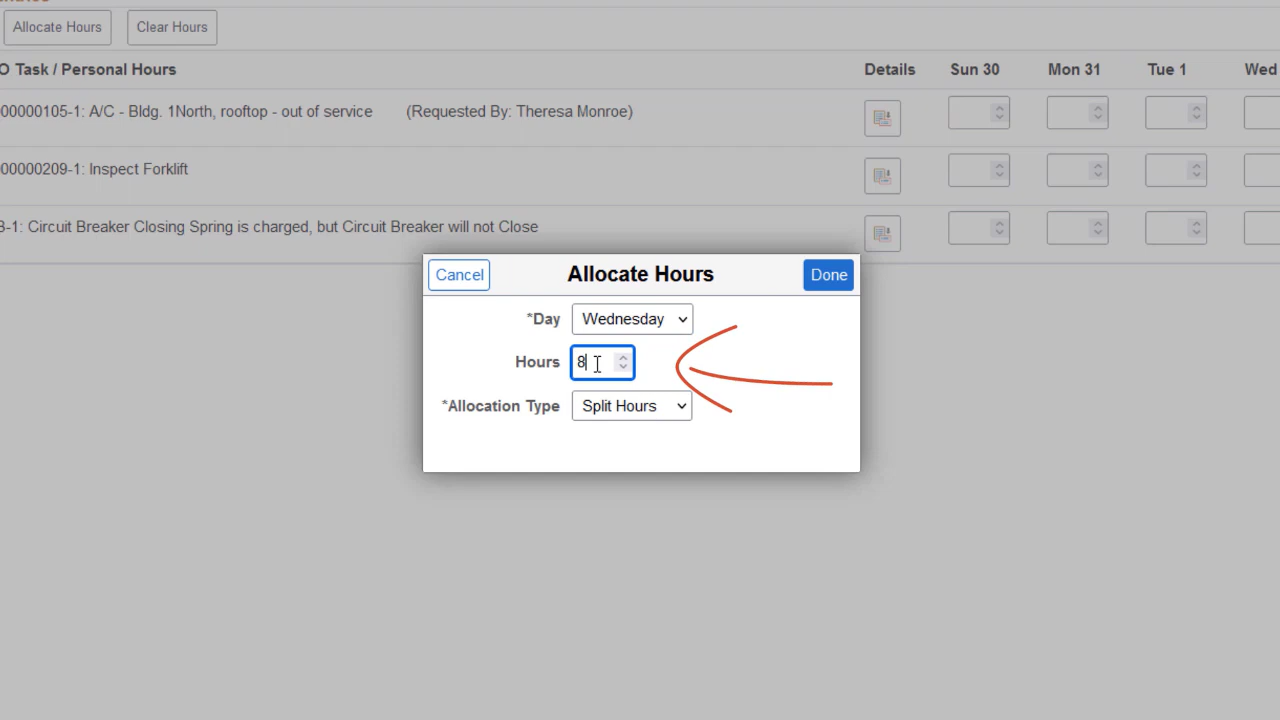 Allocate Hours Clear Hours
O Task / Personal Hours Details Sun 30 Mon 31 Tue 1 Wed
00000105-1: A/C - Bldg. 1North, rooftop - out of service (Requested By: Theresa Monroe)
00000209-1: Inspect Forklift
-1: Circuit Breaker Closing Spring is charged, but Circuit Breaker will not Close
Cancel Allocate Hours Done
*Day Wednesday
Hours 8
*Allocation Type Split Hours